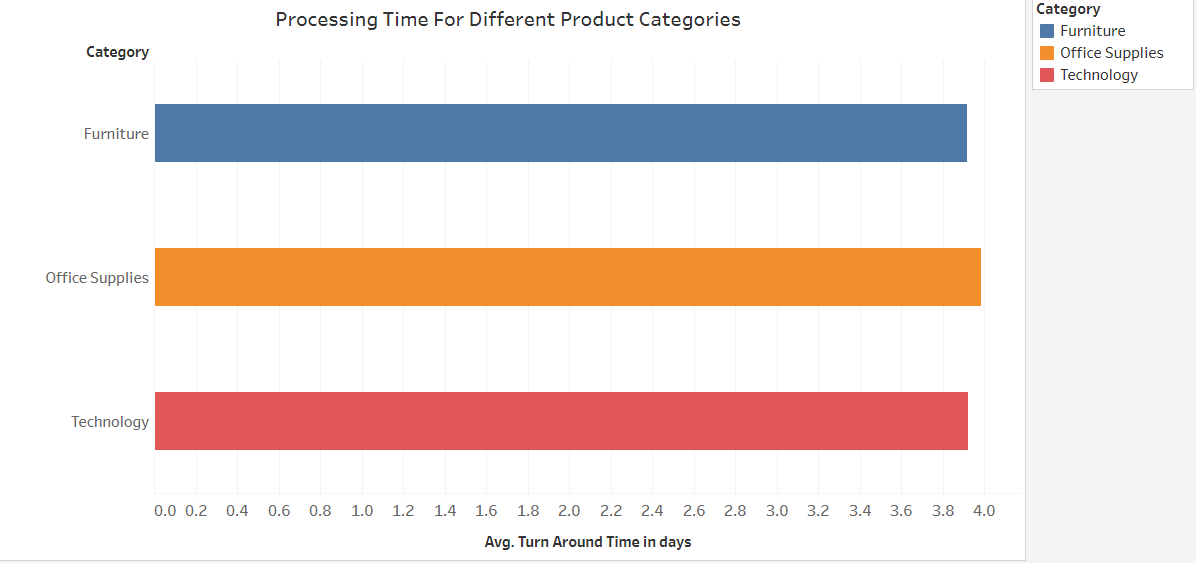 Processing Time For Different Product Categories
Category
Furniture
Office Supplies
Technology
0.0 0.2 0.4 0.6 0.8 1.0 1.2 1.4 1.6 1.8 2.0 2.2 2.4 2.6 2.8 3.0 3.2 3.4 3.6 3.8 4.0
Avg. Turn Around Time in days
Category
Furniture
Office Supplies
Technology